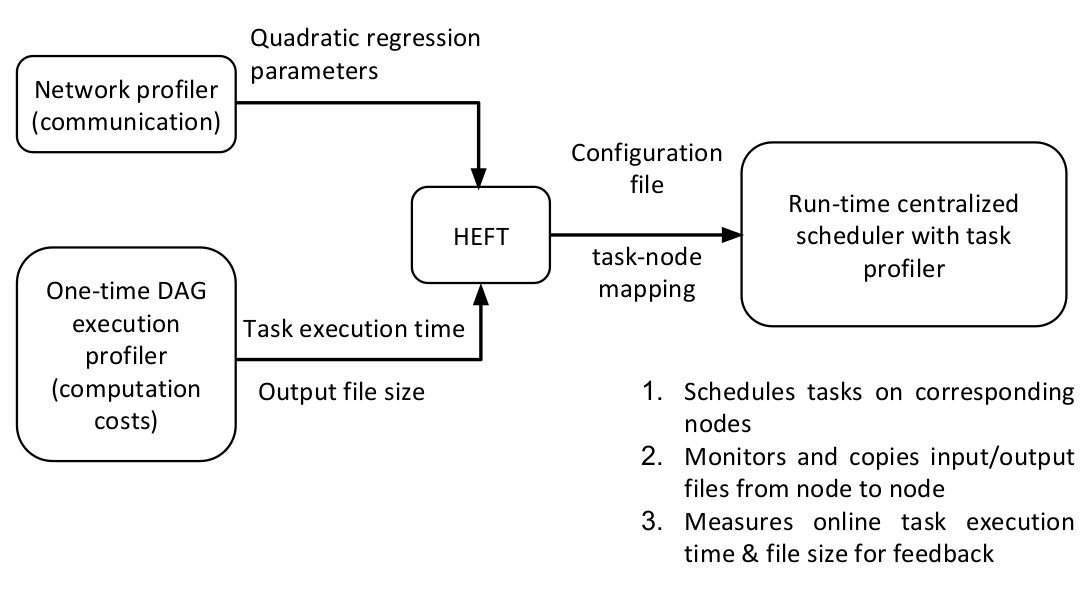 Quadratic regression
parameters
Network profiler
(communication)
Configuration
file
HEFT
task-node
mapping
Run-time centralized
scheduler with task
profiler
One-time DAG
execution
profiler
(computation
costs)
Task execution time
Output file size
1. Schedules tasks on corresponding
nodes
2. Monitors and copies input/output
files from node to node
3. Measures online task execution
time & file size for feedback